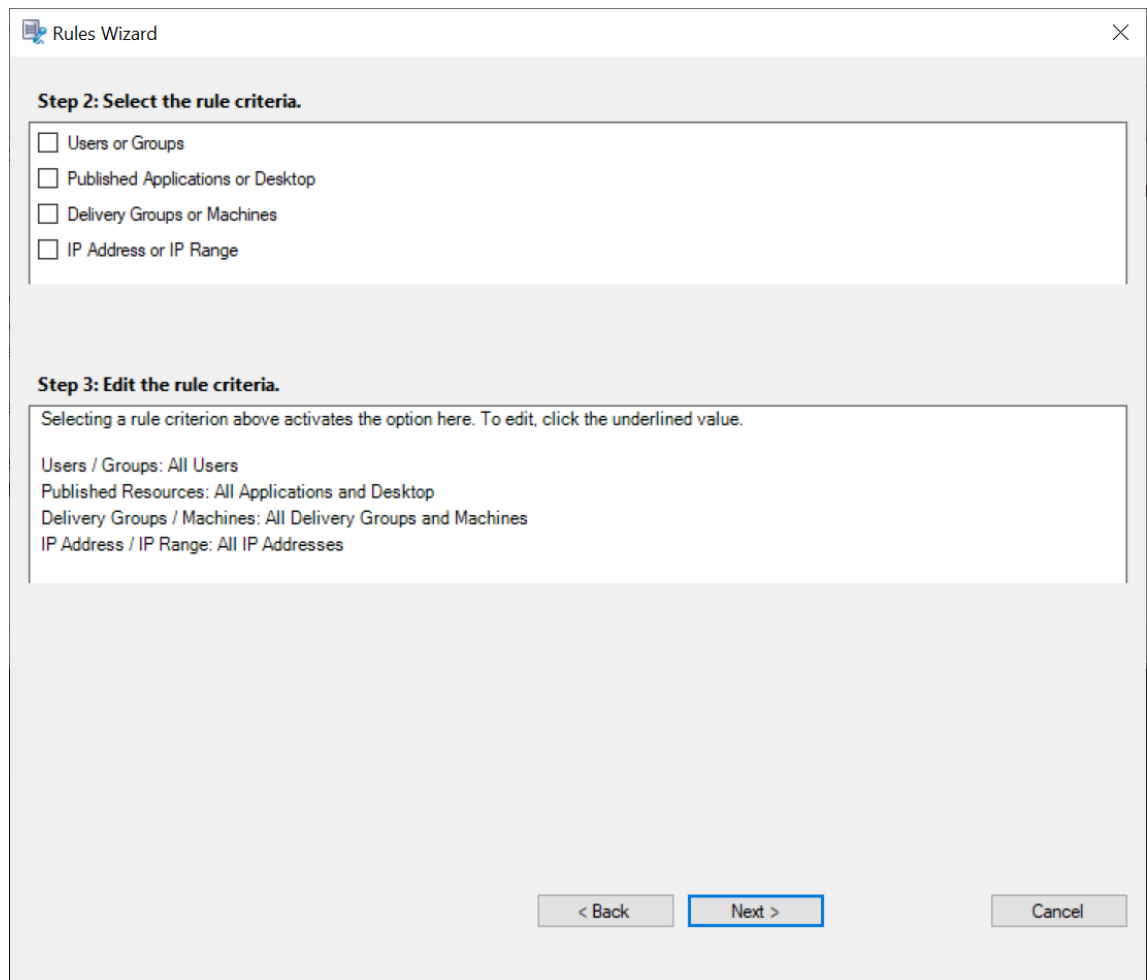 Rules Wizard
Step 2: Select the rule criteria.
Users or Groups
Published Applications or Desktop
Delivery Groups or Machines
IP Address or IP Range
Step 3: Edit the rule criteria.
Selecting a rule criterion above activates the option here. To edit, click the underlined value.
Users / Groups: All Users
Published Resources: All Applications and Desktop
Delivery Groups / Machines: All Delivery Groups and Machines
IP Address / IP Range: All IP Addresses
< Back Next > Cancel